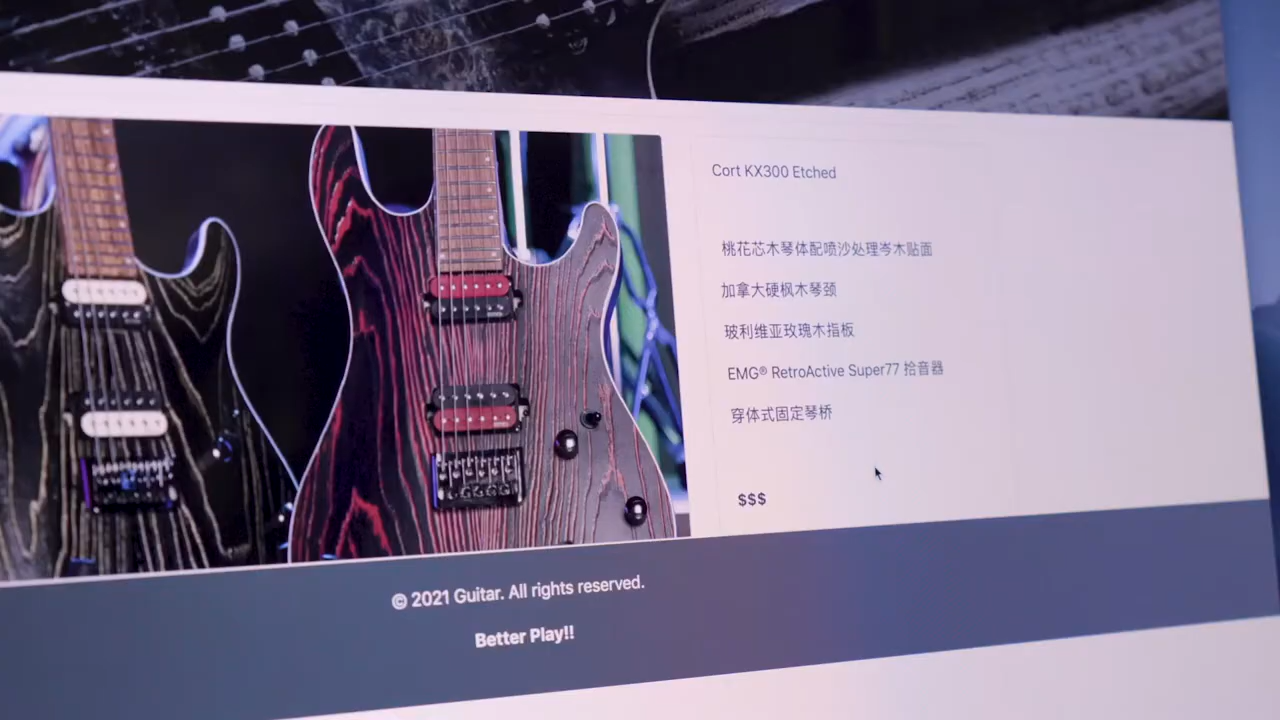 Cort KX300 Etched
桃花芯木琴体配喷沙处理岑木贴面
加拿大硬枫木琴颈
玻利维亚玫瑰木指板
EMG® RetroActive Super77 拾音器
穿体式固定琴桥
$$$
© 2021 Guitar. All rights reserved.
Better Play!!